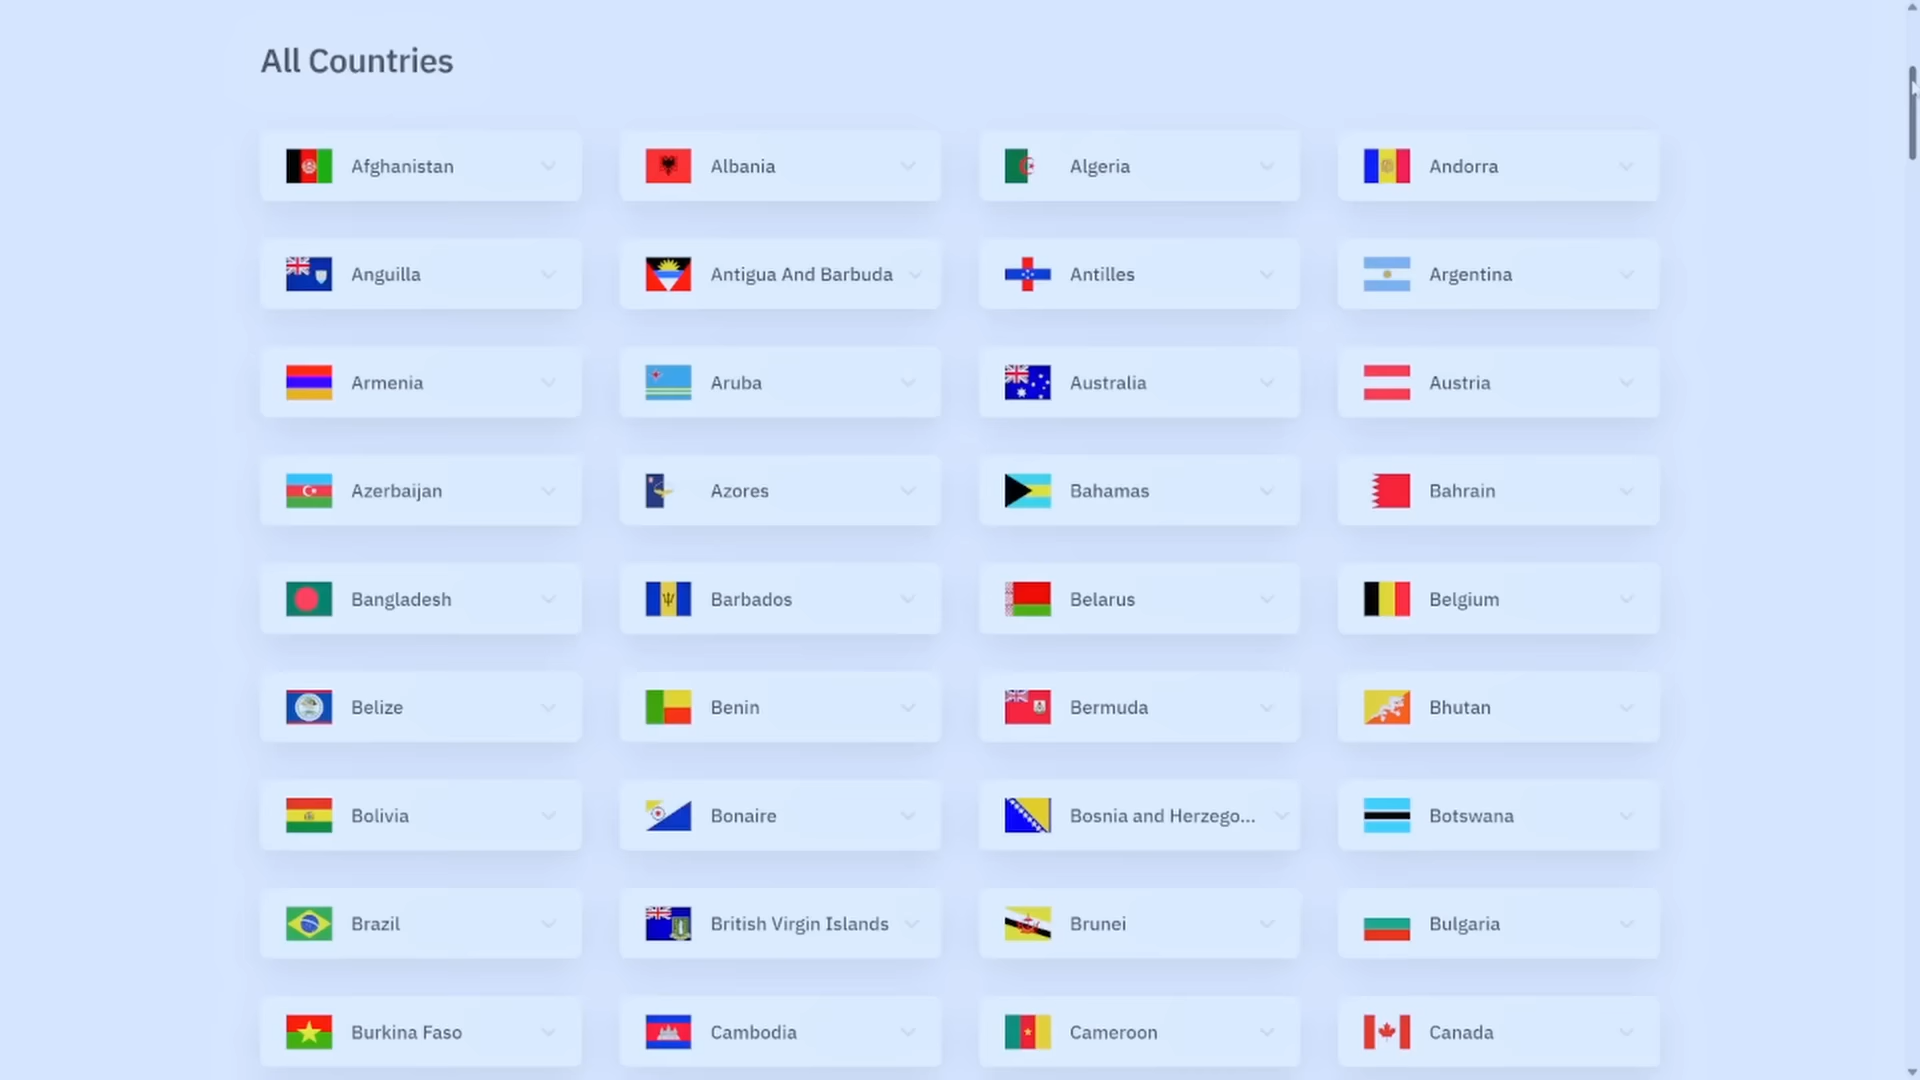 All Countries
Afghanistan
Albania
Algeria
Andorra
Anguilla
Antigua And Barbuda
Antilles
Argentina
Armenia
Aruba
Australia
Austria
Azerbaijan
Azores
Bahamas
Bahrain
Bangladesh
Barbados
Belarus
Belgium
Belize
Benin
Bermuda
Bhutan
Bolivia
Bonaire
Bosnia and Herzego...
Botswana
Brazil
British Virgin Islands
Brunei
Bulgaria
Burkina Faso
Cambodia
Cameroon
Canada